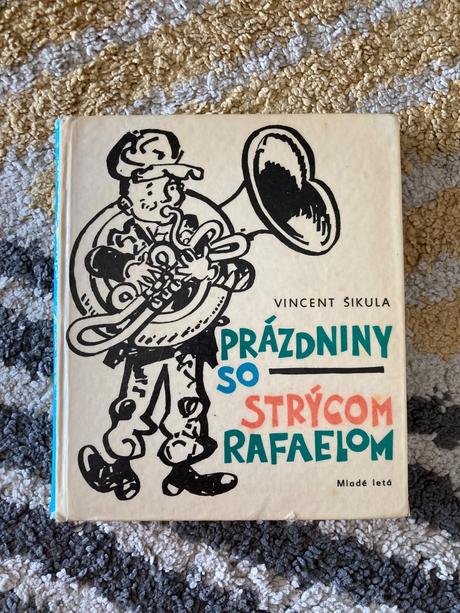 VINCENT ŠIKULA
PRÁZDNINY
SO
STRÝCOM
RAFAELOM
Mladé letá